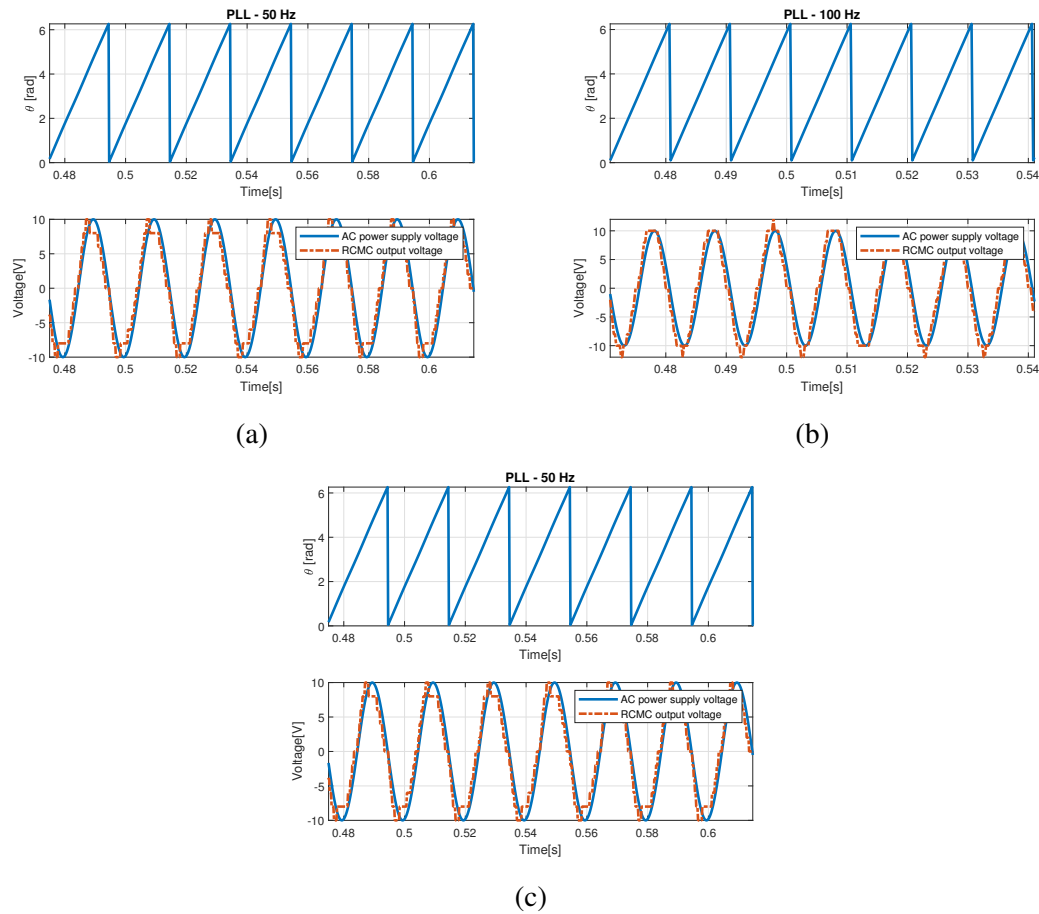 PLL - 50 Hz
6
4
2
0
θ [rad]
0.48 0.5 0.52 0.54 0.56 0.58 0.6
Time[s]
10
5
0
-5
-10
Voltage[V]
AC power supply voltage
RCMC output voltage
0.48 0.5 0.52 0.54 0.56 0.58 0.6
Time[s]
(a)
PLL - 100 Hz
6
4
2
0
θ [rad]
0.48 0.49 0.5 0.51 0.52 0.53 0.54
Time[s]
10
5
0
-5
-10
Voltage[V]
AC power supply voltage
RCMC output voltage
0.48 0.49 0.5 0.51 0.52 0.53 0.54
Time[s]
(b)
PLL - 50 Hz
6
4
2
0
θ [rad]
0.48 0.5 0.52 0.54 0.56 0.58 0.6
Time[s]
10
5
0
-5
-10
Voltage[V]
AC power supply voltage
RCMC output voltage
0.48 0.5 0.52 0.54 0.56 0.58 0.6
Time[s]
(c)